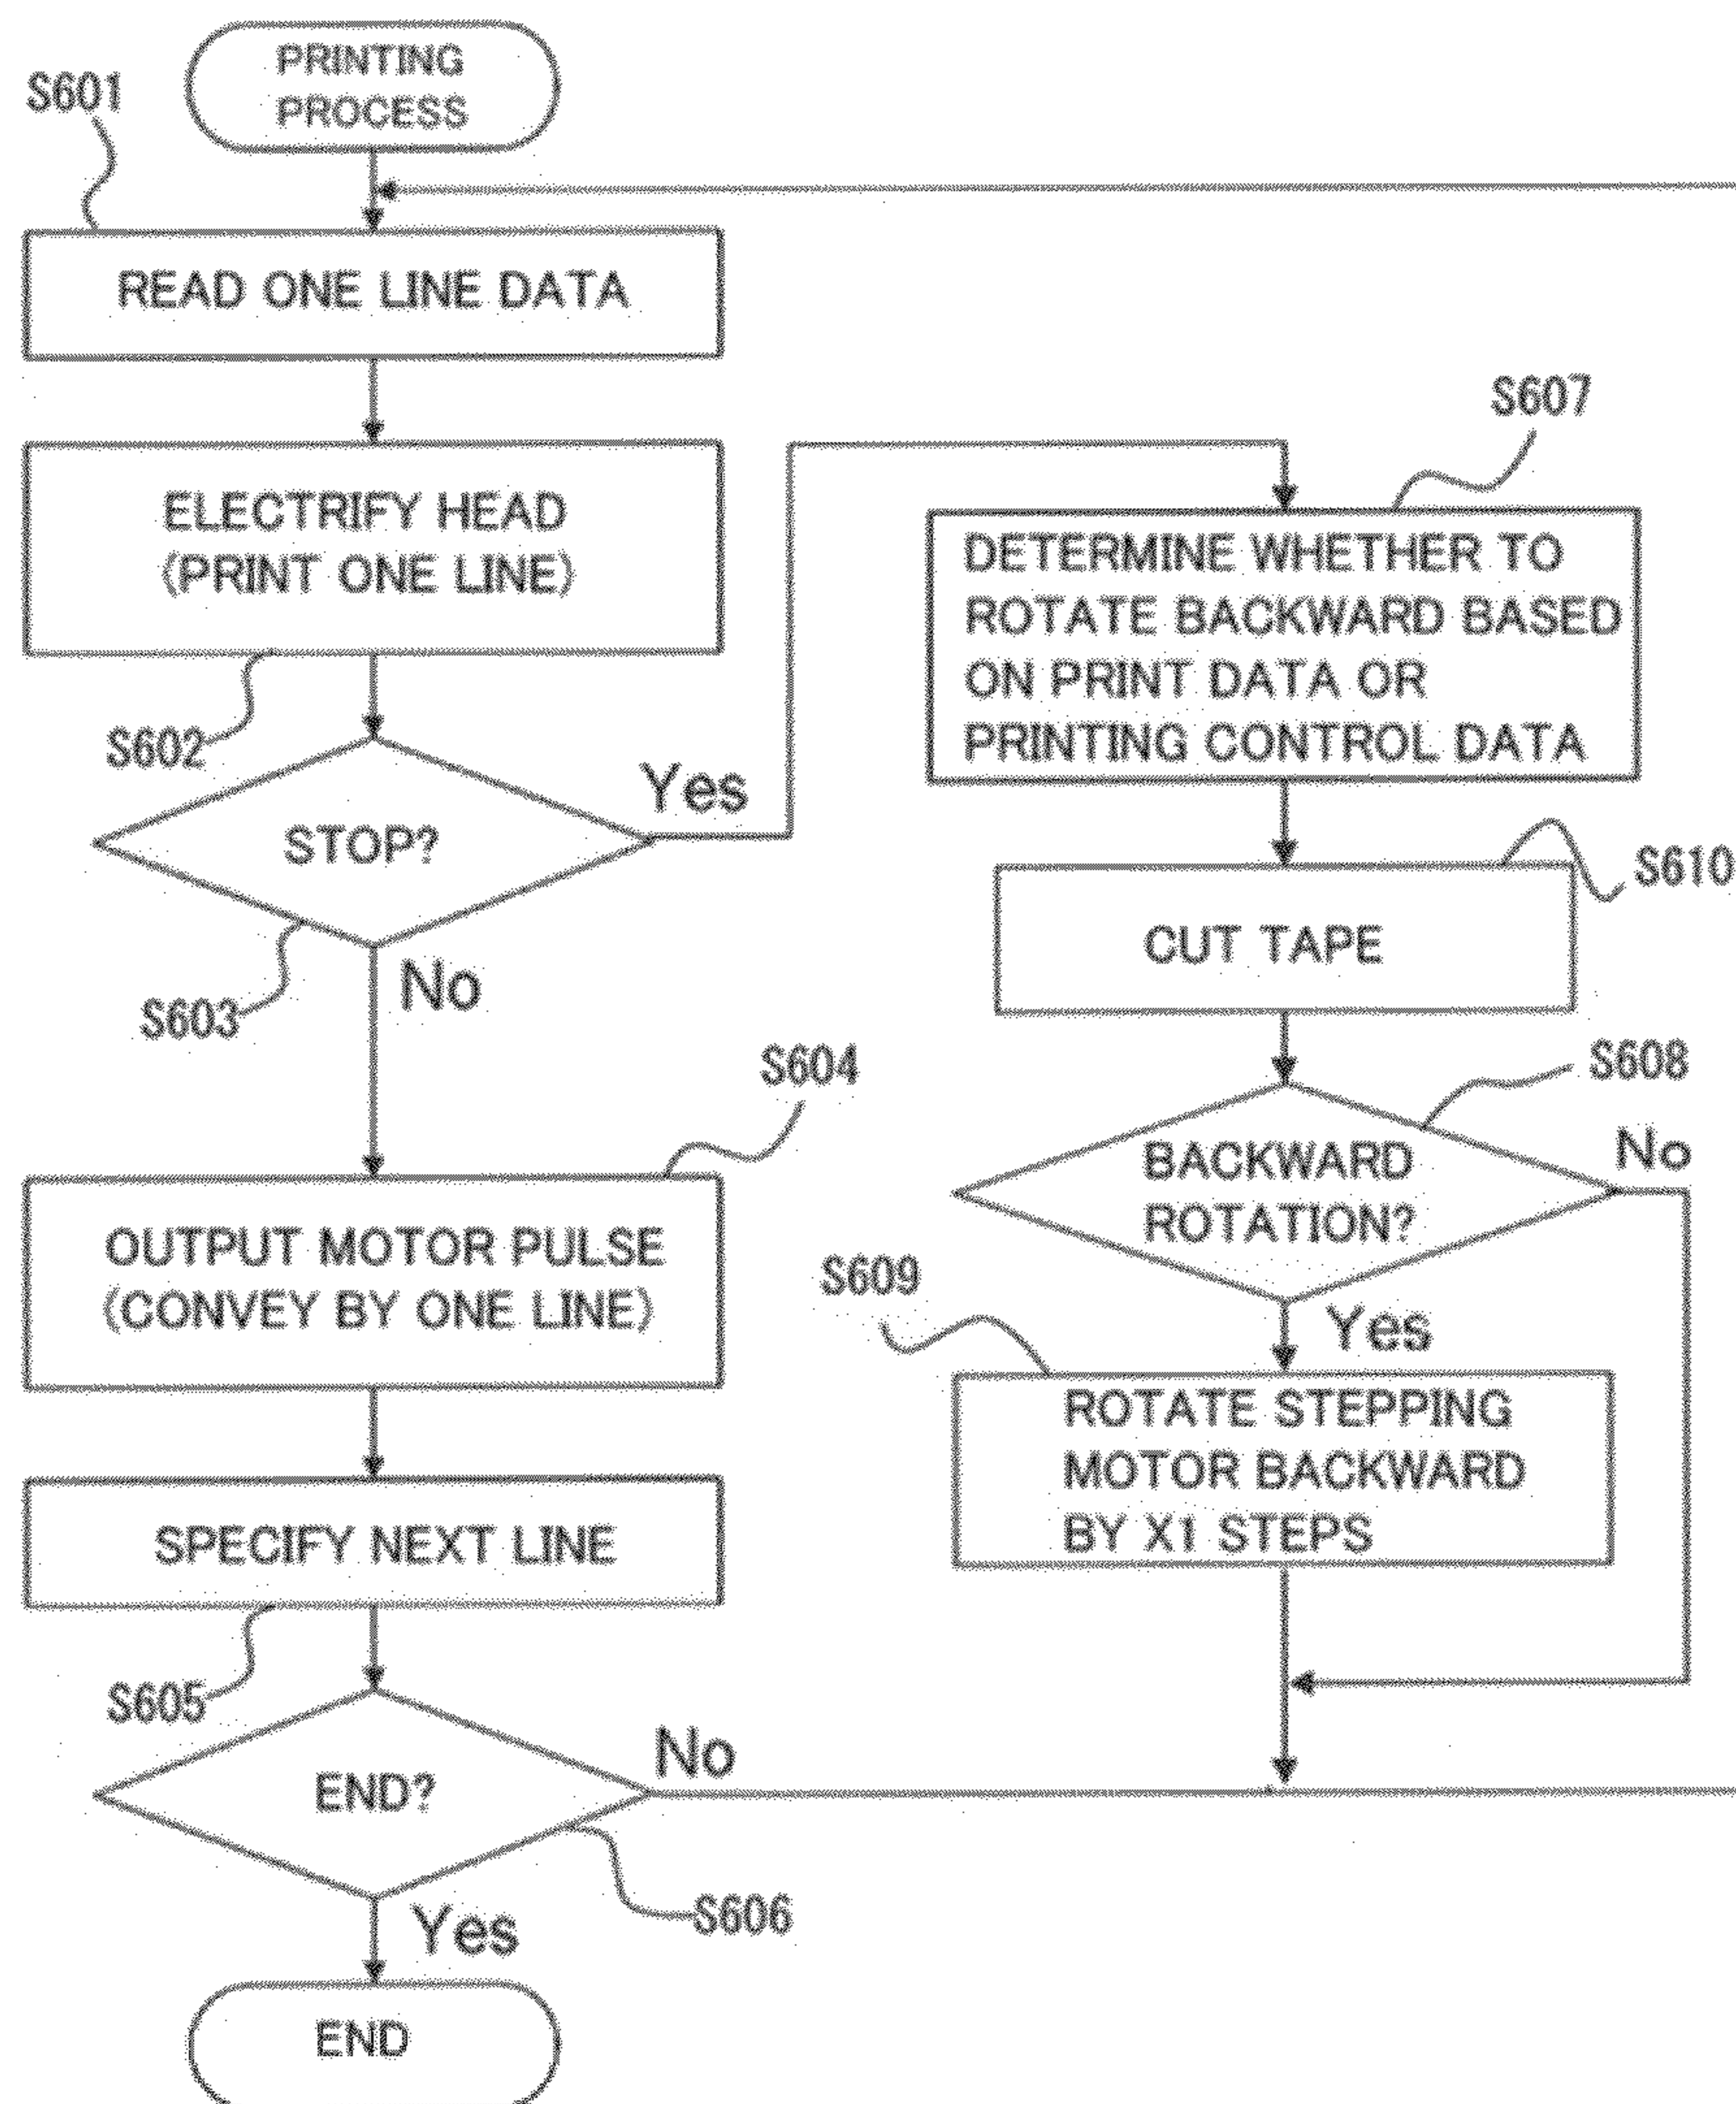 PRINTING
PROCESS
S601
READ ONE LINE DATA
ELECTRIFY HEAD
(PRINT ONE LINE)
S602
STOP?
Yes
No
S603
S604
OUTPUT MOTOR PULSE
(CONVEY BY ONE LINE)
SPECIFY NEXT LINE
S605
END?
No
S606
Yes
END
S607
DETERMINE WHETHER TO
ROTATE BACKWARD BASED
ON PRINT DATA OR
PRINTING CONTROL DATA
S610
CUT TAPE
S608
BACKWARD
ROTATION?
No
S609
Yes
ROTATE STEPPING
MOTOR BACKWARD
BY X1 STEPS